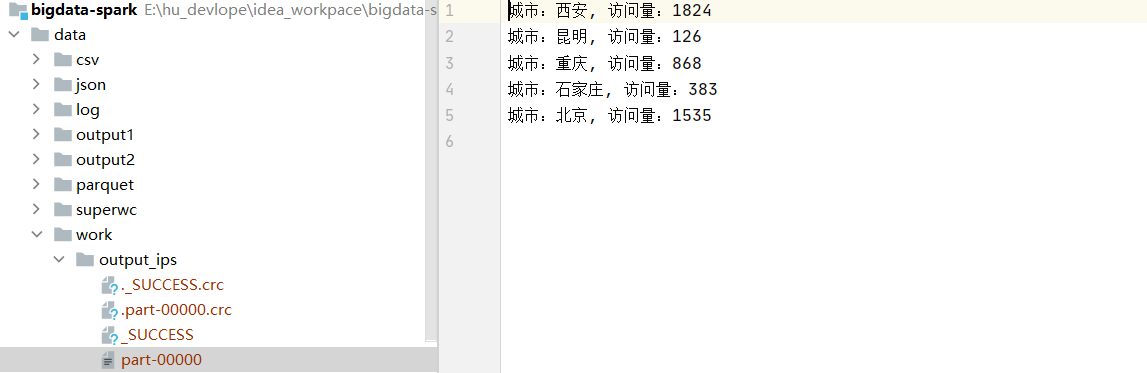 bigdata-spark E:\hu_devlope\idea_workpace\bigdata-s
data
csv
json
log
output1
output2
parquet
superwc
work
output_ips
._SUCCESS.crc
.part-00000.crc
_SUCCESS
part-00000
1 城市：西安, 访问量：1824
2 城市：昆明, 访问量：126
3 城市：重庆, 访问量：868
4 城市：石家庄, 访问量：383
5 城市：北京, 访问量：1535
6